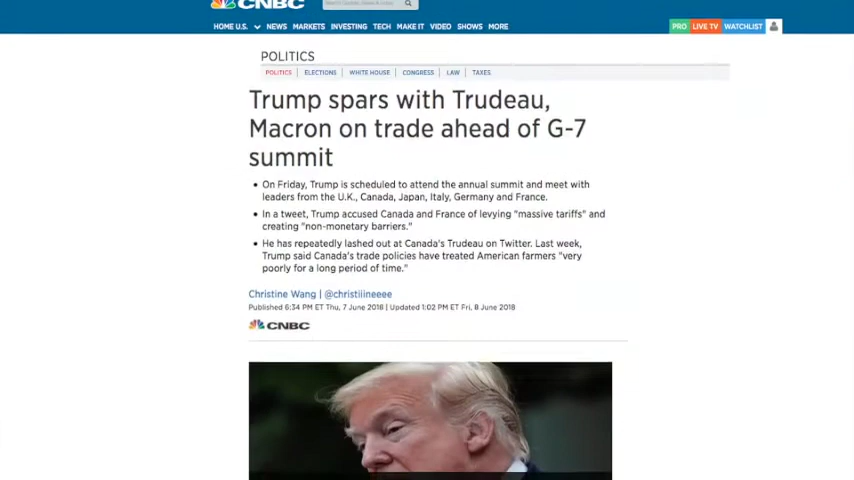 CNBC
HOME U.S. NEWS MARKETS INVESTING TECH MAKE IT VIDEO SHOWS MORE PRO LIVE TV WATCHLIST
POLITICS
POLITICS | ELECTIONS | WHITE HOUSE | CONGRESS | LAW | TAXES
Trump spars with Trudeau,
Macron on trade ahead of G-7
summit
• On Friday, Trump is scheduled to attend the annual summit and meet with
leaders from the U.K., Canada, Japan, Italy, Germany and France.
• In a tweet, Trump accused Canada and France of levying "massive tariffs" and
creating "non-monetary barriers."
• He has repeatedly lashed out at Canada's Trudeau on Twitter. Last week,
Trump said Canada's trade policies have treated American farmers "very
poorly for a long period of time."
Christine Wang | @christiiineeee
Published 6:34 PM ET Thu, 7 June 2018 | Updated 1:02 PM ET Fri, 8 June 2018
CNBC